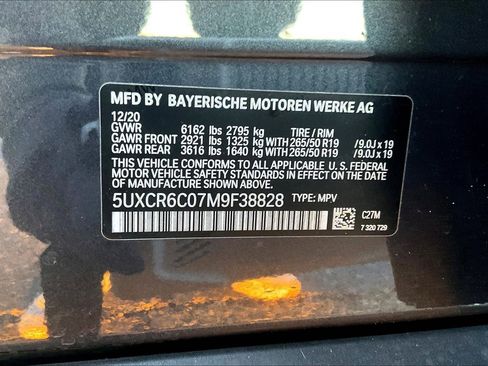 MFD BY BAYERISCHE MOTOREN WERKE AG
12/20
GVWR 6162 lbs 2795 kg TIRE / RIM
GAWR FRONT 2921 lbs 1325 kg WITH 265/50 R19 / 9.0J x 19
GAWR REAR 3616 lbs 1640 kg WITH 265/50 R19 / 9.0J x 19
THIS VEHICLE CONFORMS TO ALL APPLICABLE U. S. FEDERAL
MOTOR VEHICLE SAFETY STANDARDS IN EFFECT ON THE DATE
OF MANUFACTURE SHOWN ABOVE.
5UXCR6C07M9F38828 TYPE: MPV
C27M
7 320 729